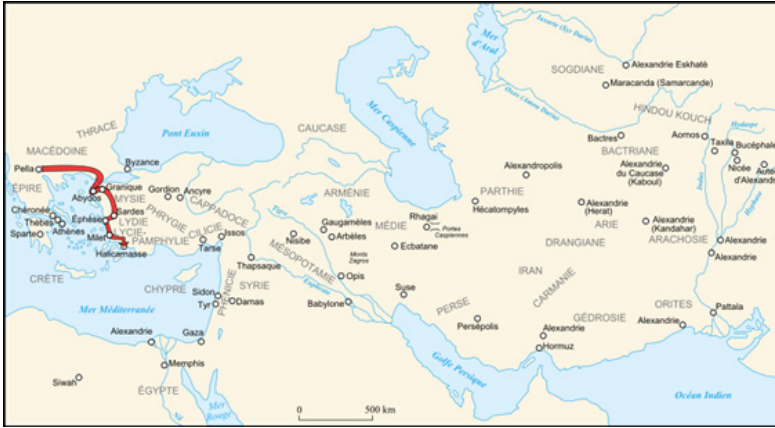 Mer
d'Aral
Iaxarte (Syr Daria)
Alexandrie Eskhatè
SOGDIANE
Maracanda (Samarcande)
Oxus (Amou Daria)
HINDOU KOUCH
Hydaspe
THRACE
Pont Euxin
CAUCASE
Mer Caspienne
Bactres
BACTRIANE
Aornos
Taxila
Bucéphale
MACÉDOINE
Pella
Byzance
Alexandropolis
Alexandrie
du Caucase
(Kaboul)
Nicée
Autel
d'Alexandre
Indus
Hyphase
ÉPIRE
Abydos
Granique
MYSIE
Gordion
Ancyre
ARMÉNIE
PARTHIE
Hécatompyles
Alexandrie
(Herat)
ARIE
Alexandrie
(Kandahar)
ARACHOSIE
Chéronée
Thèbes
Athènes
Sparte
Éphèse
Sardes
LYDIE
PHRYGIE
CAPPADOCE
Milet
LYCIE-
PAMPHYLIE
CILICIE
Halicarnasse
Tarse
Issos
Tigre
Nisibe
Gaugamèles
Arbèles
MÉDIE
Rhagai
Portes
Caspiennes
Ecbatane
Monts
Zagros
DRANGIANE
Alexandrie
Alexandrie
CRÈTE
CHYPRE
Thapsaque
MÉSOPOTAMIE
Euphrate
Opis
IRAN
CARMANIE
Mer Méditerranée
Sidon
Tyr
PHÉNICIE
SYRIE
Damas
Babylone
Suse
PERSE
Persépolis
GÉDROSIE
ORITES
Pattala
Alexandrie
Alexandrie
Gaza
Alexandrie
Hormuz
Golfe Persique
Memphis
Siwah
ÉGYPTE
Nil
Mer
Rouge
Océan Indien
0 500 km